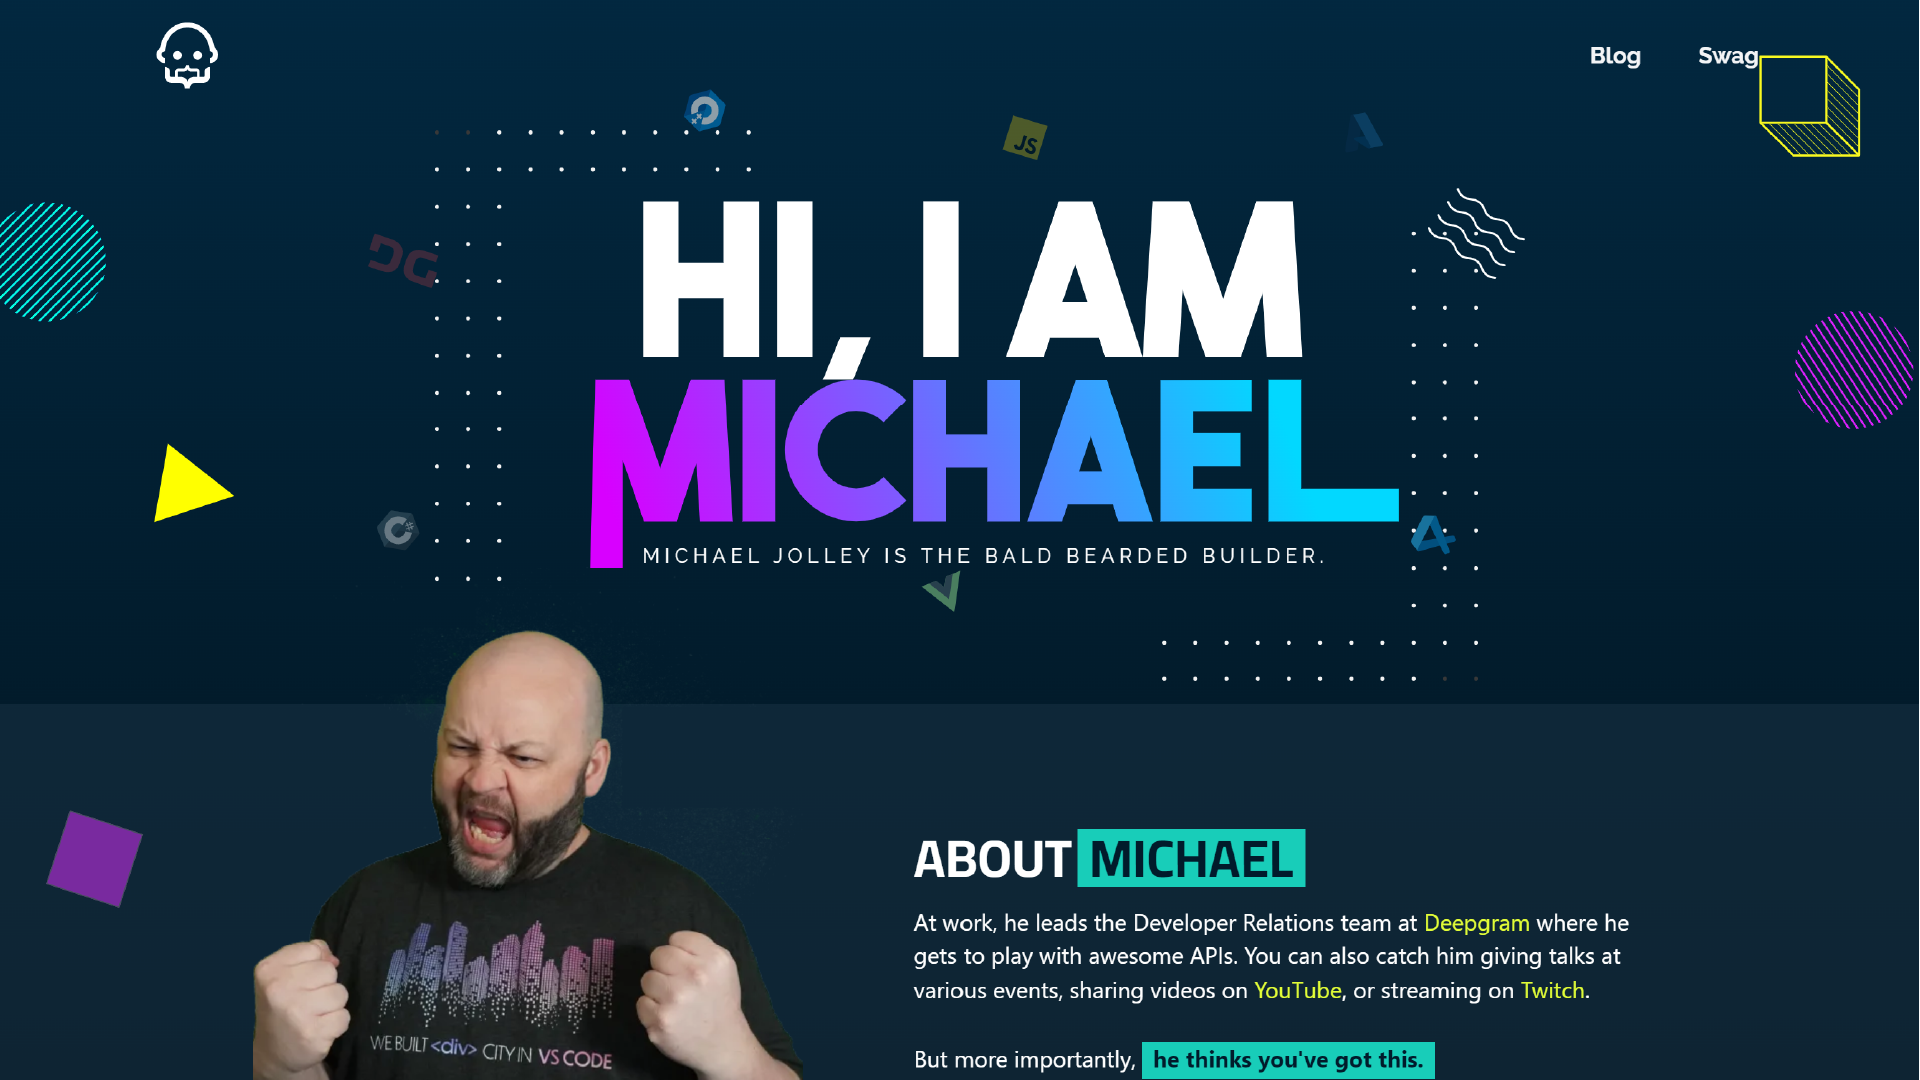 Blog Swag
JS
DG
HI, I AM
MICHAEL
MICHAEL JOLLEY IS THE BALD BEARDED BUILDER.
ABOUT MICHAEL
At work, he leads the Developer Relations team at Deepgram where he
gets to play with awesome APIs. You can also catch him giving talks at
various events, sharing videos on YouTube, or streaming on Twitch.
But more importantly, he thinks you've got this.
WE BUILT <div> CITY IN VS CODE